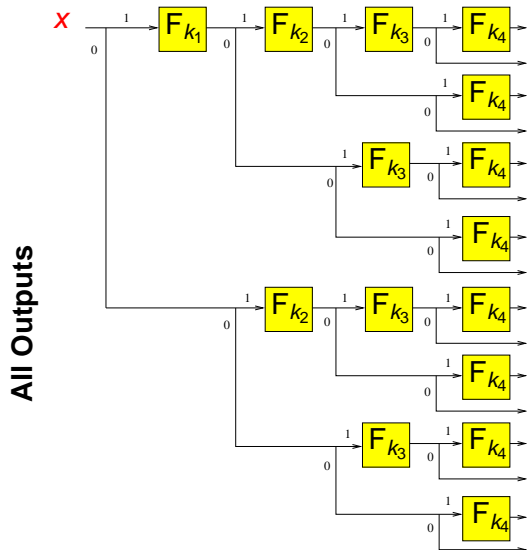 x 1 F_{k_1} 1 F_{k_2} 1 F_{k_3} 1 F_{k_4}
0 0 0 0
1 F_{k_4}
0
1 F_{k_3} 1 F_{k_4}
0 0
1 F_{k_4}
0
All Outputs
1 F_{k_2} 1 F_{k_3} 1 F_{k_4}
0 0 0
1 F_{k_4}
0
1 F_{k_3} 1 F_{k_4}
0 0
1 F_{k_4}
0